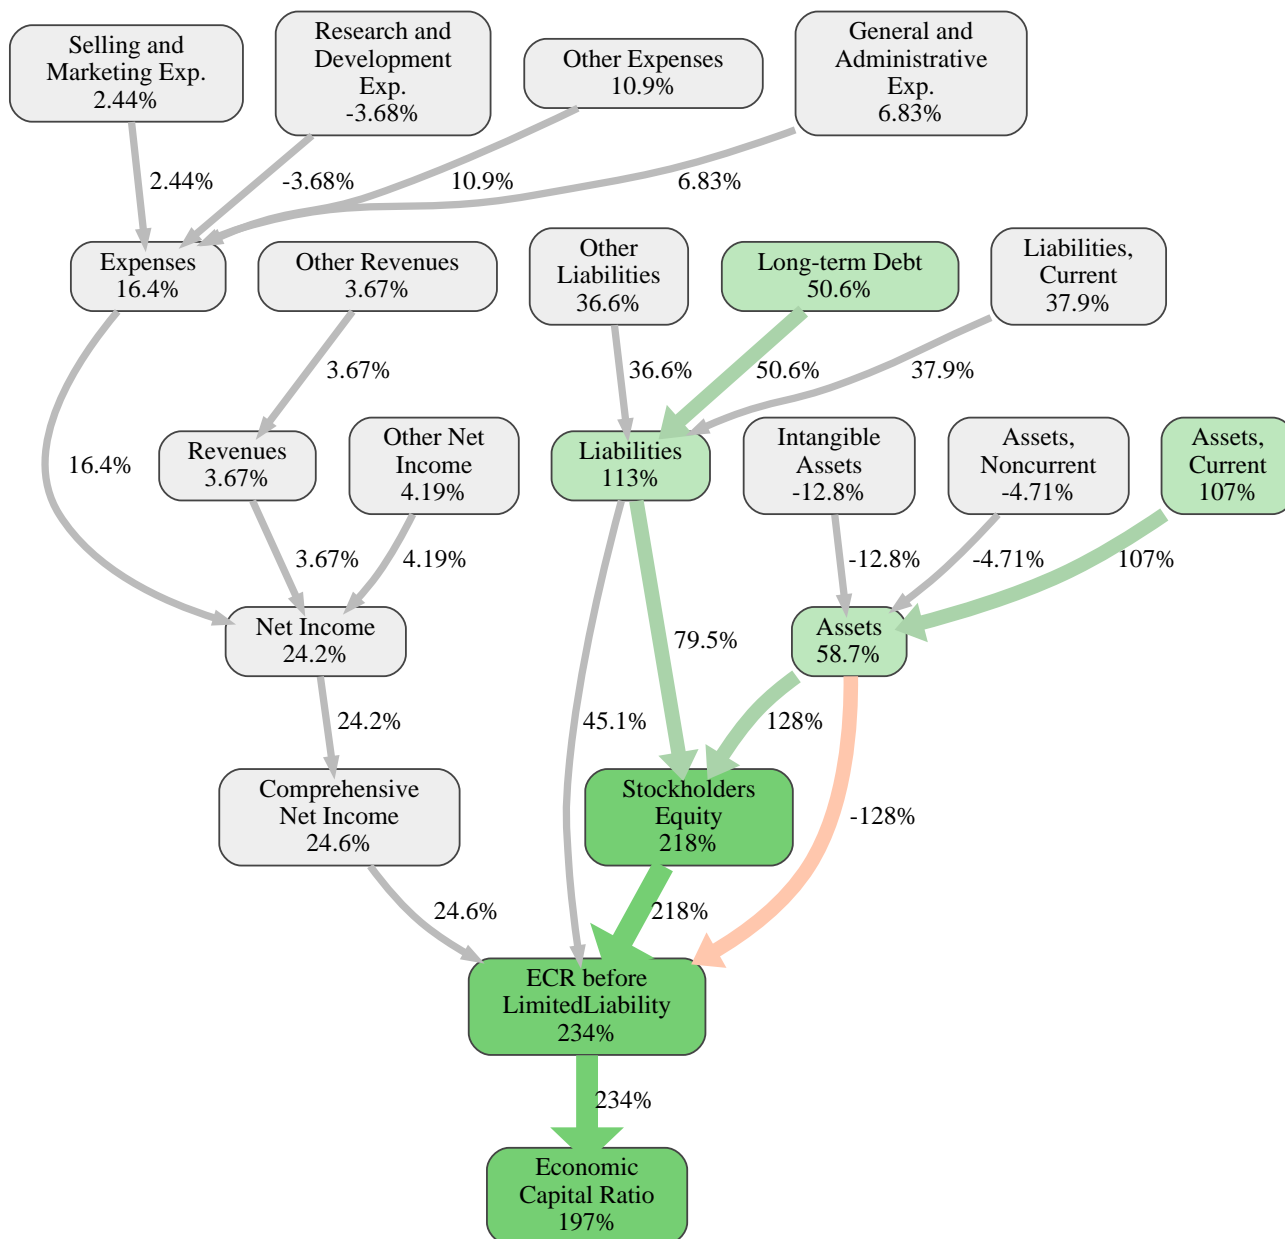 Selling and
Marketing Exp.
2.44%
Research and
Development
Exp.
-3.68%
Other Expenses
10.9%
General and
Administrative
Exp.
6.83%
2.44%
-3.68%
10.9%
6.83%
Expenses
16.4%
Other Revenues
3.67%
Other
Liabilities
36.6%
Long-term Debt
50.6%
Liabilities,
Current
37.9%
3.67%
36.6%
50.6%
37.9%
16.4%
Revenues
3.67%
Other Net
Income
4.19%
Liabilities
113%
Intangible
Assets
-12.8%
Assets,
Noncurrent
-4.71%
Assets,
Current
107%
3.67%
4.19%
-12.8%
-4.71%
107%
Net Income
24.2%
79.5%
Assets
58.7%
24.2%
45.1%
128%
-128%
Comprehensive
Net Income
24.6%
Stockholders
Equity
218%
24.6%
218%
ECR before
LimitedLiability
234%
234%
Economic
Capital Ratio
197%